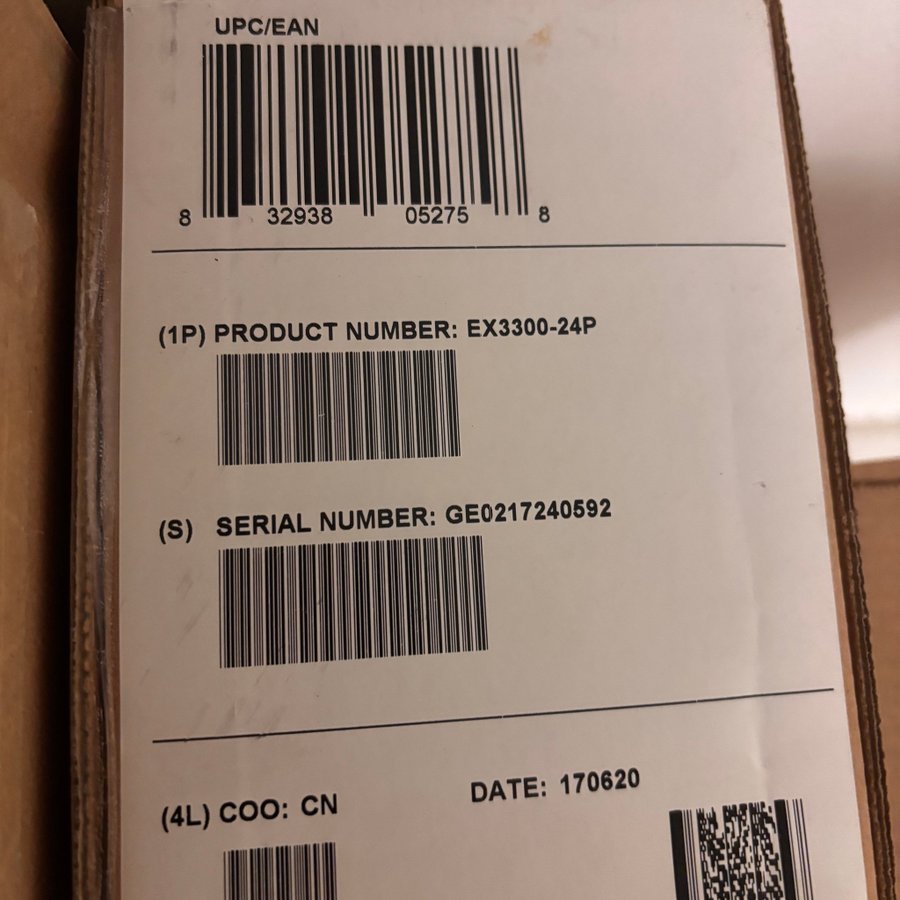 UPC/EAN
8 32938 05275 8
(1P) PRODUCT NUMBER: EX3300-24P
(S) SERIAL NUMBER: GE0217240592
(4L) COO: CN
DATE: 170620